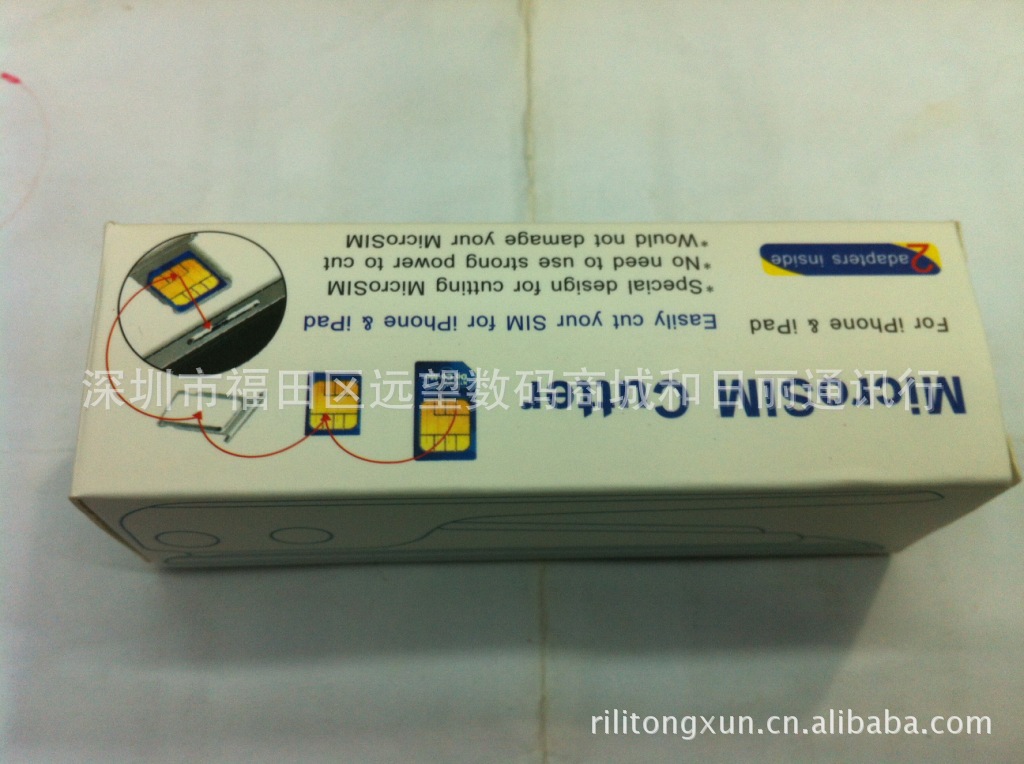 MicroSIM Cutter
For iPhone & iPad
Easily cut your SIM for iPhone & iPad
*Special design for cutting MicroSIM
*No need to use strong power to cut
*Would not damage your MicroSIM
2 adapters inside
深圳市福田区远望数码商城和日丽通讯行
rilitongxun.cn.alibaba.com